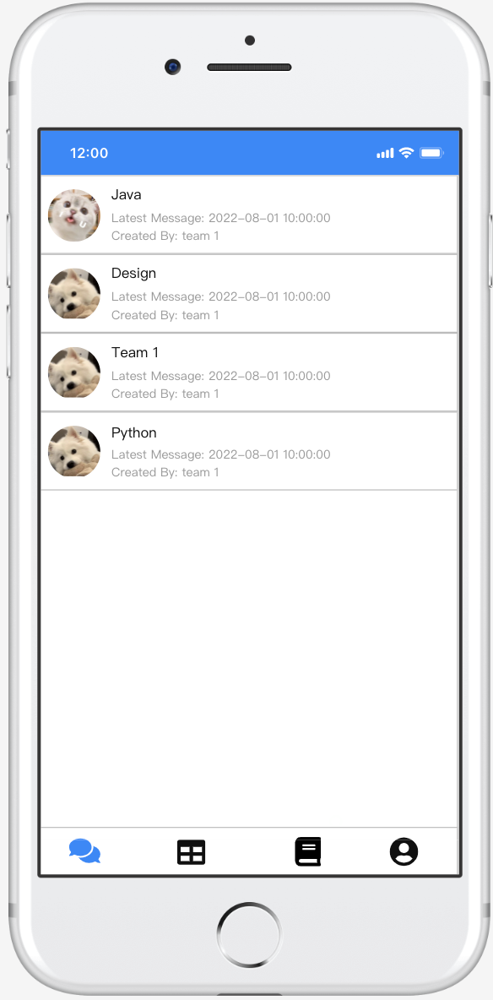 12:00
Java
Latest Message: 2022-08-01 10:00:00
Created By: team 1
Design
Latest Message: 2022-08-01 10:00:00
Created By: team 1
Team 1
Latest Message: 2022-08-01 10:00:00
Created By: team 1
Python
Latest Message: 2022-08-01 10:00:00
Created By: team 1